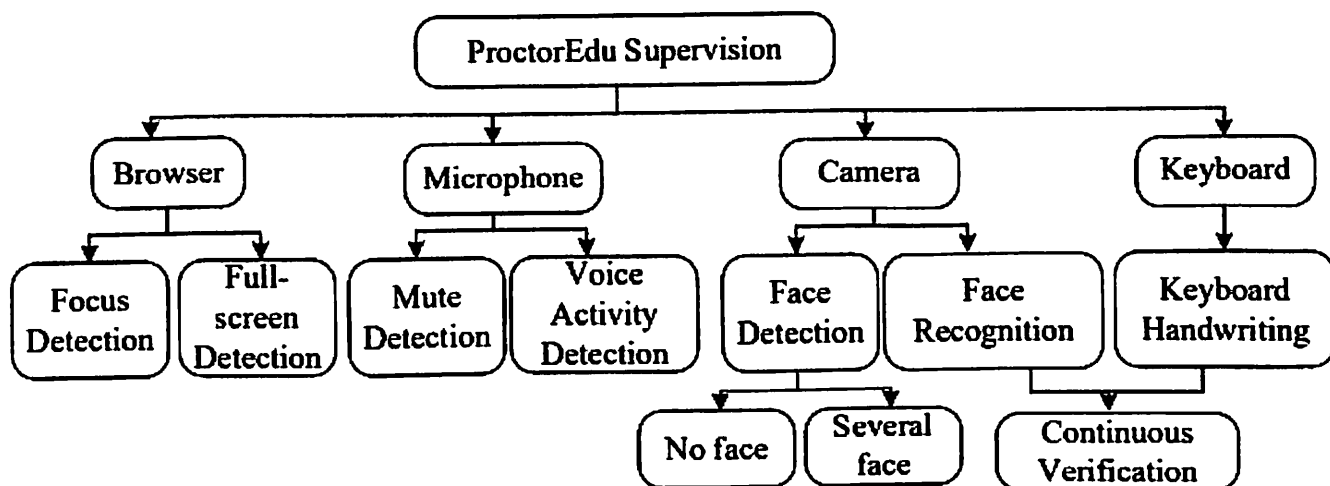 ProctorEdu Supervision
Browser
Microphone
Camera
Keyboard
Focus
Detection
Full-
screen
Detection
Mute
Detection
Voice
Activity
Detection
Face
Detection
Face
Recognition
Keyboard
Handwriting
No face
Several
face
Continuous
Verification